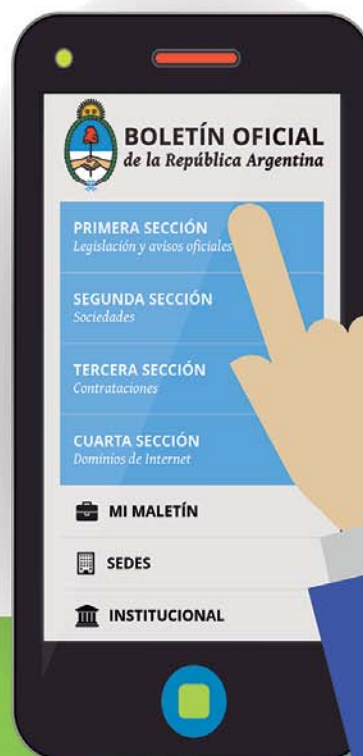 BOLETÍN OFICIAL
de la República Argentina
PRIMERA SECCIÓN
Legislación y avisos oficiales
SEGUNDA SECCIÓN
Sociedades
TERCERA SECCIÓN
Contrataciones
CUARTA SECCIÓN
Dominios de Internet
MI MALETÍN
SEDES
INSTITUCIONAL